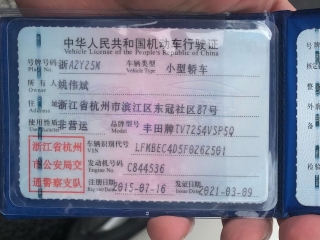 中华人民共和国机动车行驶证
Vehicle License of the People's Republic of China
号牌号码 浙A2Y25M 车辆类型 小型轿车
Plate No. Vehicle Type
所有人 姚伟斌
Owner
住址 浙江省杭州市滨江区东冠社区87号
Address
使用性质 非营运 品牌型号 丰田牌TV7254VSPSQ
Model
浙江省杭州 车辆识别代号 LFMBEC4D5F0262501
VIN
市公安局交 发动机号码 C844536
Engine No.
通警察支队 注册日期 2015-07-16 发证日期 2021-03-09
Register Date Issue Date